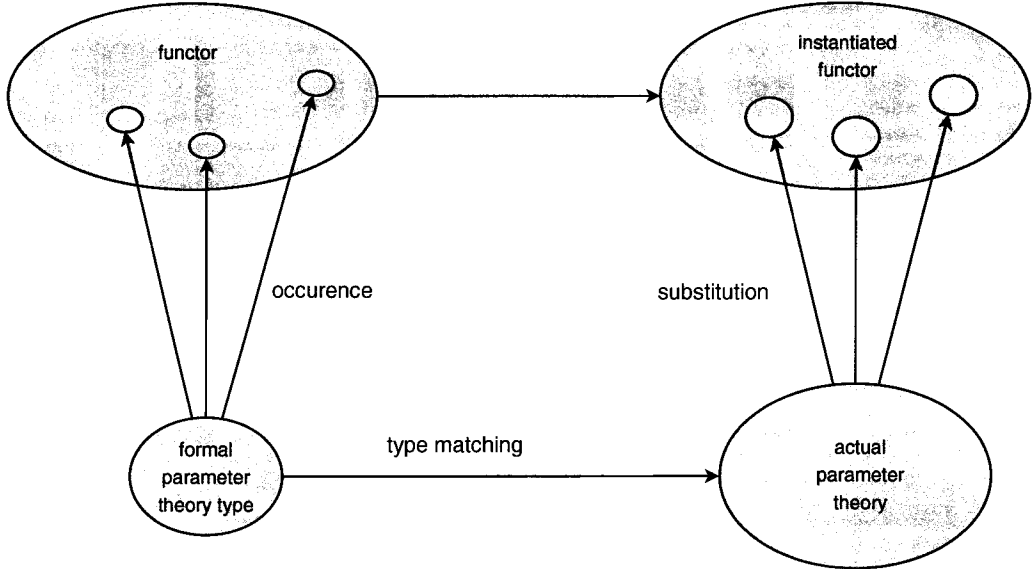 functor
instantiated
functor
occurence
substitution
type matching
formal
parameter
theory type
actual
parameter
theory